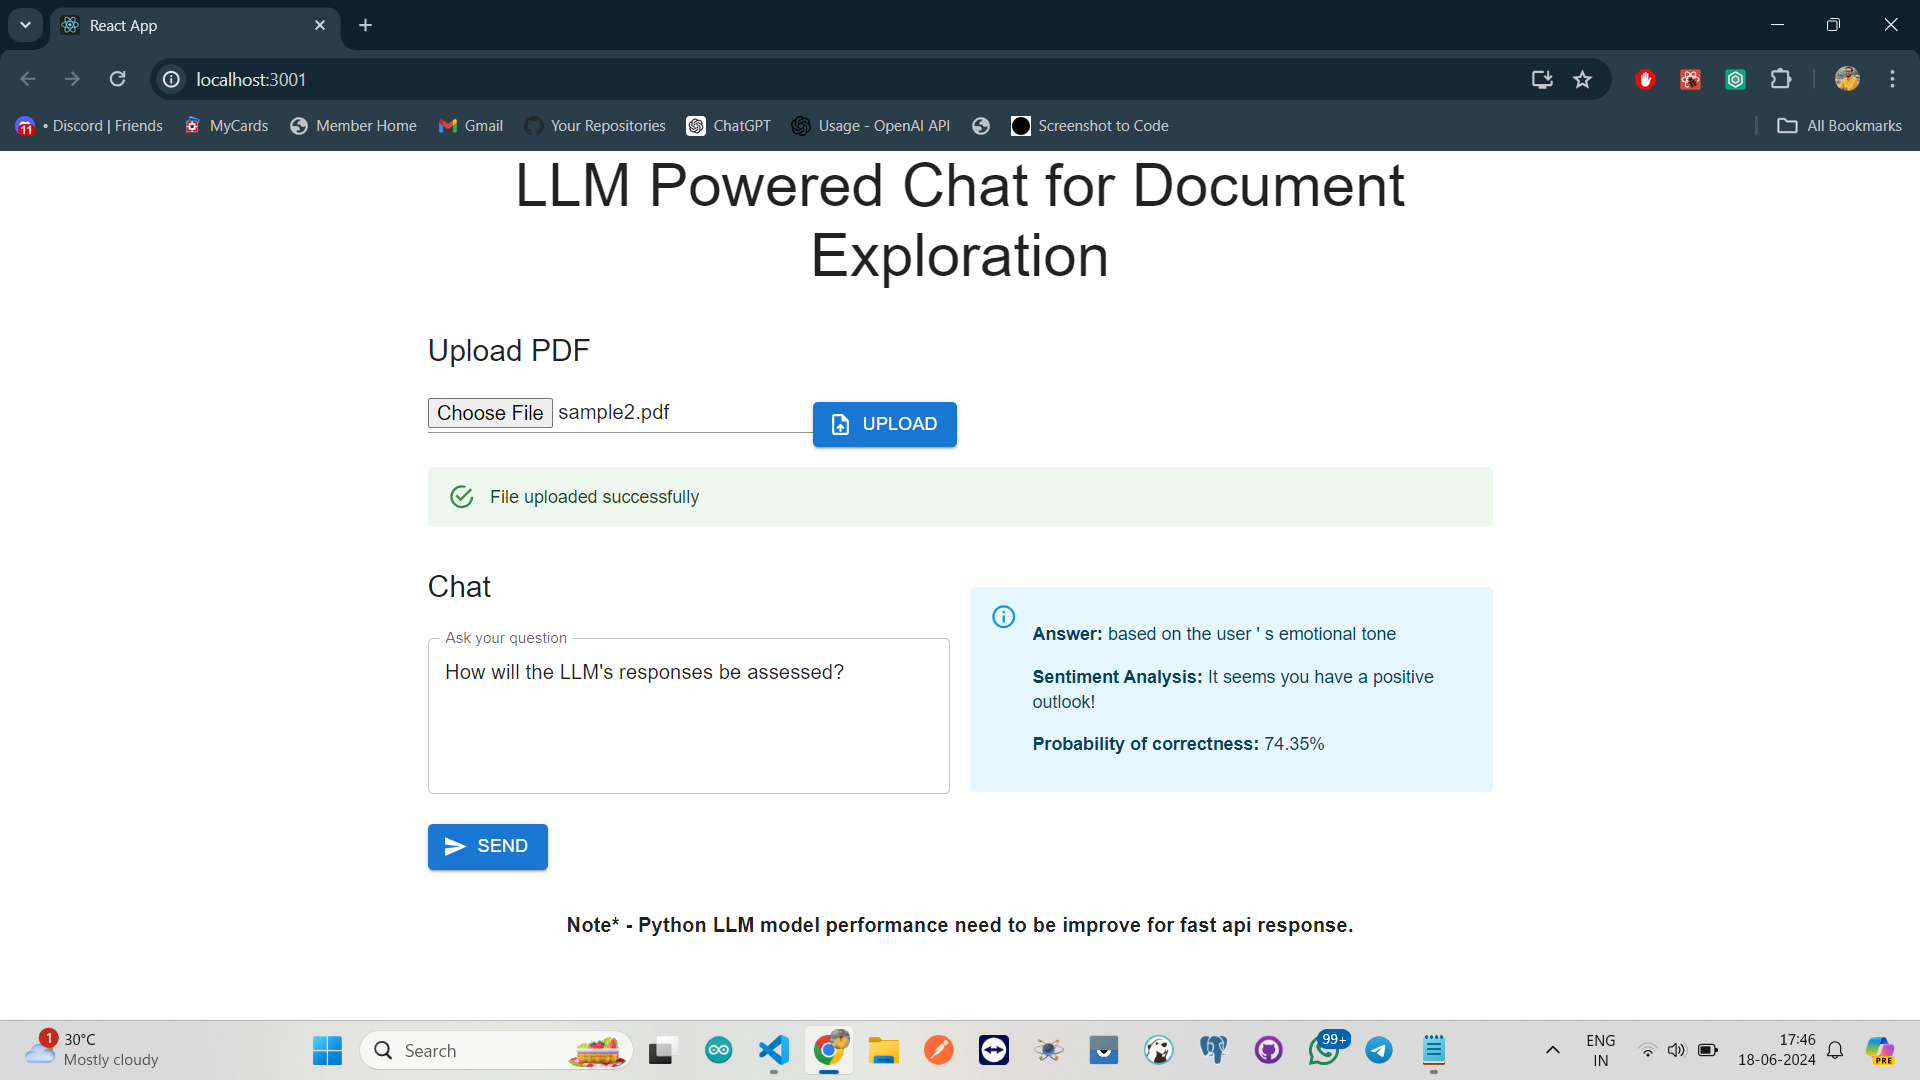 React App
localhost:3001
11
• Discord | Friends
MyCards
Member Home
Gmail
Your Repositories
ChatGPT
Usage - OpenAI API
Screenshot to Code
All Bookmarks
LLM Powered Chat for Document
Exploration
Upload PDF
Choose File sample2.pdf
UPLOAD
File uploaded successfully
Chat
Ask your question
How will the LLM's responses be assessed?
Answer: based on the user ' s emotional tone
Sentiment Analysis: It seems you have a positive
outlook!
Probability of correctness: 74.35%
SEND
Note* - Python LLM model performance need to be improve for fast api response.
1
30°C
Mostly cloudy
Search
99+
ENG
IN
17:46
18-06-2024
PRE